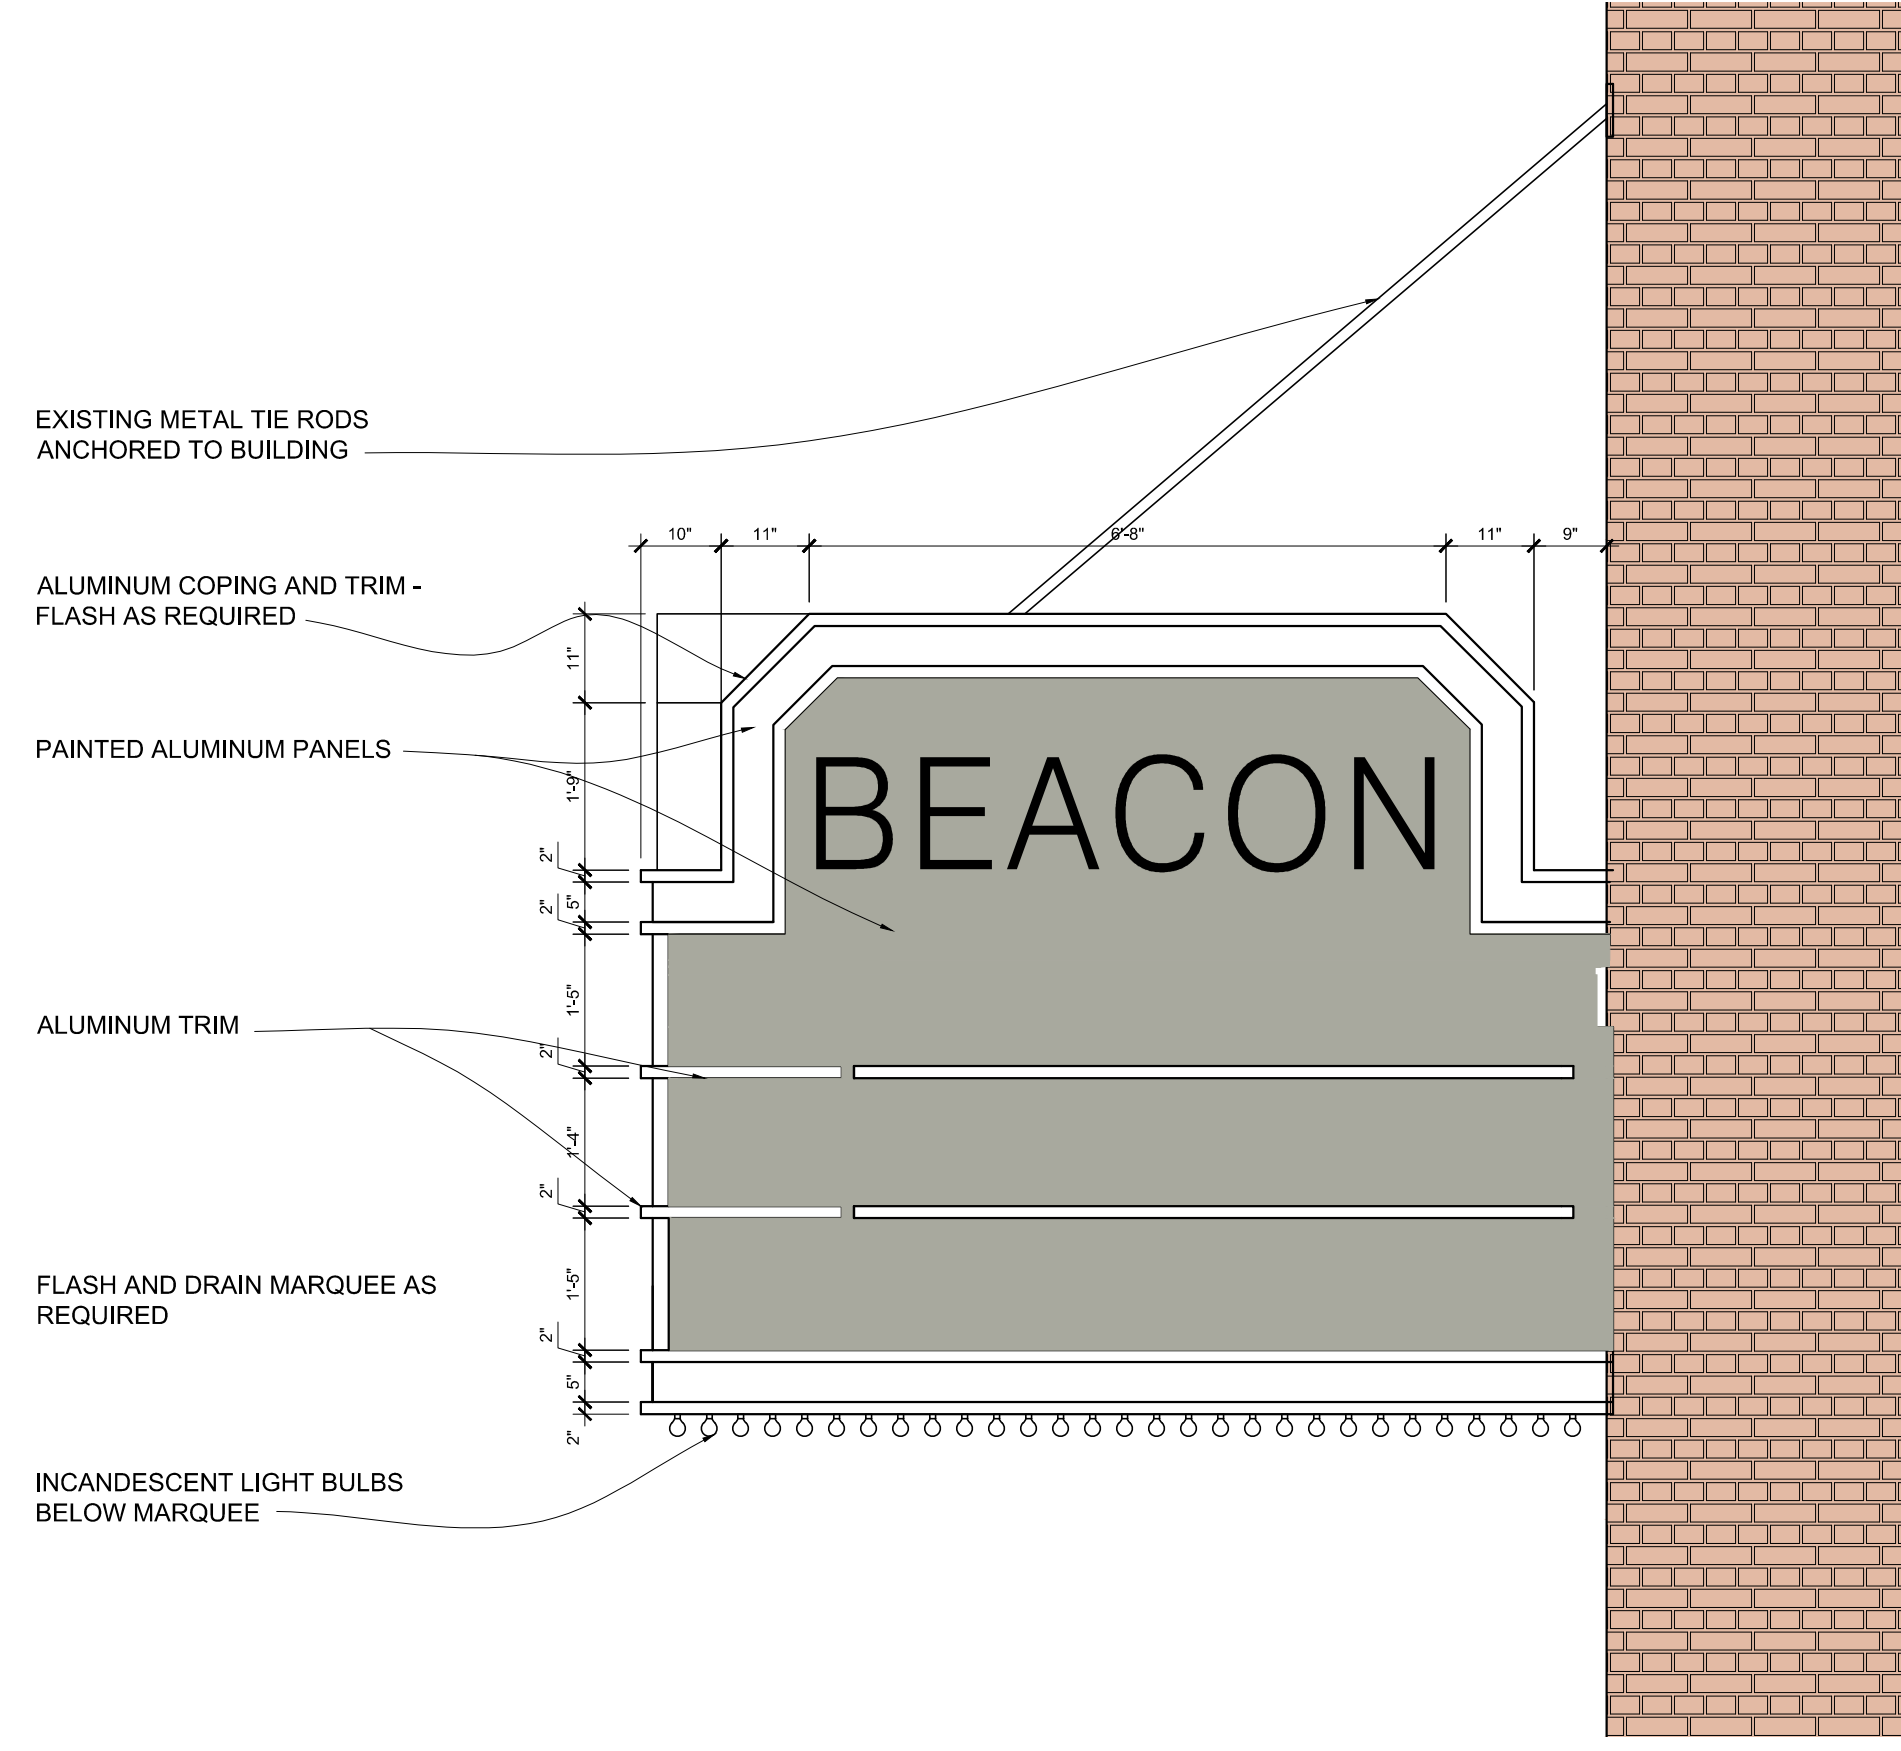 EXISTING METAL TIE RODS
ANCHORED TO BUILDING
10" 11" 6'-8" 11" 9"
ALUMINUM COPING AND TRIM -
FLASH AS REQUIRED
11"
PAINTED ALUMINUM PANELS
1'-9"
BEACON
2"
5"
2"
1'-5"
ALUMINUM TRIM
2"
1'-4"
2"
FLASH AND DRAIN MARQUEE AS
REQUIRED
1'-5"
2"
5"
2"
INCANDESCENT LIGHT BULBS
BELOW MARQUEE